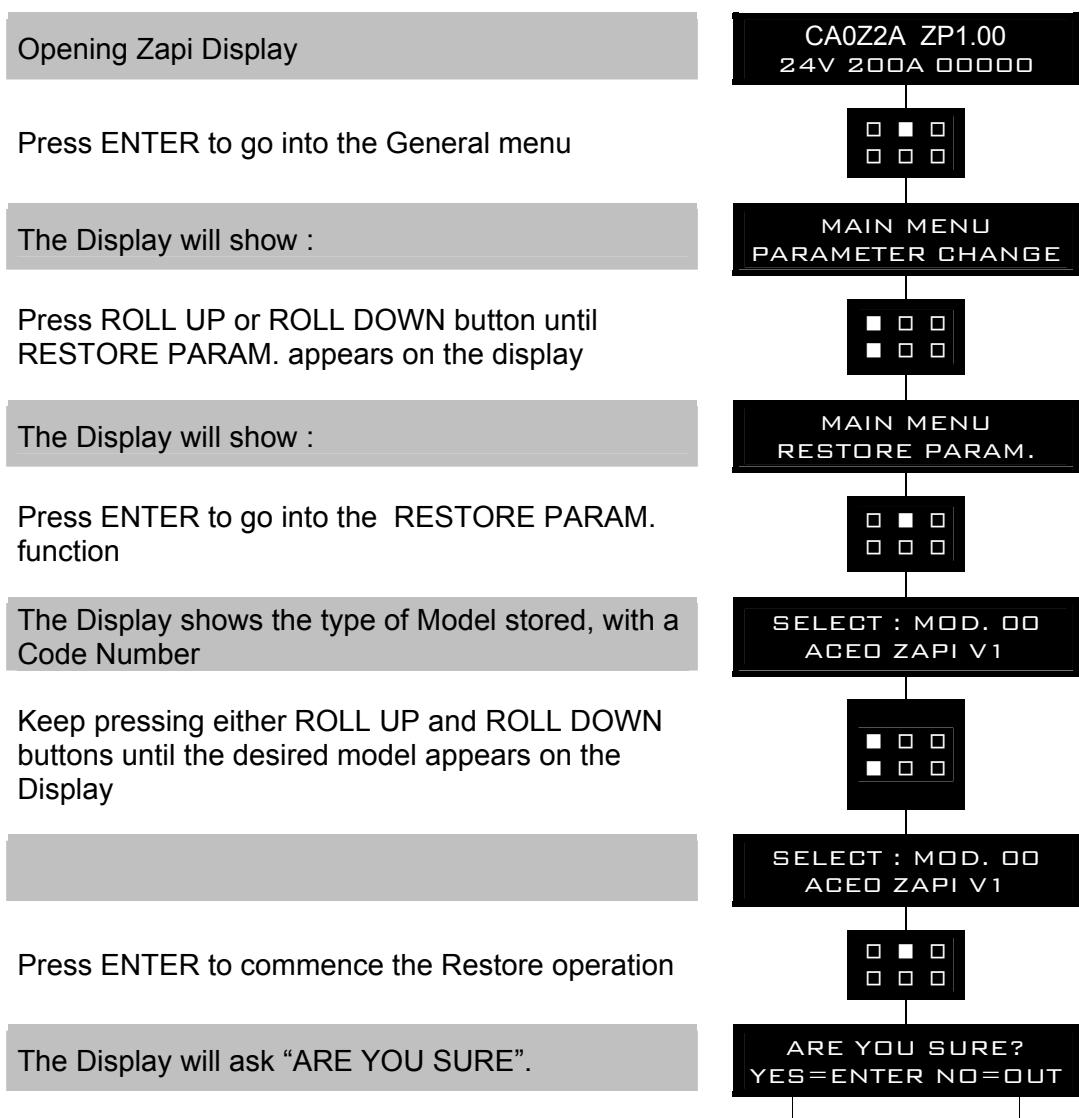 Opening Zapi Display
CA0Z2A ZP1.00
24V 200A 00000
Press ENTER to go into the General menu
The Display will show :
MAIN MENU
PARAMETER CHANGE
Press ROLL UP or ROLL DOWN button until
RESTORE PARAM. appears on the display
The Display will show :
MAIN MENU
RESTORE PARAM.
Press ENTER to go into the RESTORE PARAM.
function
The Display shows the type of Model stored, with a
Code Number
SELECT : MOD. 00
ACE0 ZAPI V1
Keep pressing either ROLL UP and ROLL DOWN
buttons until the desired model appears on the
Display
SELECT : MOD. 00
ACE0 ZAPI V1
Press ENTER to commence the Restore operation
The Display will ask “ARE YOU SURE”.
ARE YOU SURE?
YES=ENTER NO=OUT